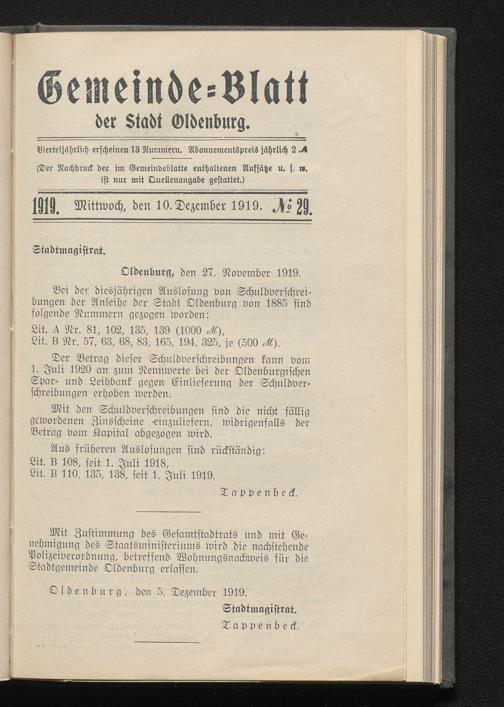 Gemeinde=Blatt
der Stadt Oldenburg.
Vierteljährlich erscheinen 13 Nummern. Abonnementspreis jährlich 2 ℳ
(Der Nachdruck der im Gemeindeblatte enthaltenen Aufsätze u. s. w.
ist nur mit Quellenangabe gestattet.)
1919. Mittwoch, den 10. Dezember 1919. № 29.
Stadtmagistrat.
Oldenburg, den 27. November 1919.
Bei der diesjährigen Auslosung von Schuldverschrei-
bungen der Anleihe der Stadt Oldenburg von 1885 sind
folgende Nummern gezogen worden:
Lit. A Nr. 81, 102, 135, 139 (1000 ℳ),
Lit. B Nr. 57, 63, 68, 83, 165, 194, 325, je (500 ℳ).
Der Betrag dieser Schuldverschreibungen kann vom
1. Juli 1920 an zum Nennwerte bei der Oldenburgischen
Spar- und Leihbank gegen Einlieferung der Schuldver-
schreibungen erhoben werden.
Mit den Schuldverschreibungen sind die nicht fällig
gewordenen Zinsscheine einzuliefern, widrigenfalls der
Betrag vom Kapital abgezogen wird.
Aus früheren Auslosungen sind rückständig:
Lit. B 108, seit 1. Juli 1918,
Lit. B 110, 135, 138, seit 1. Juli 1919.
Tappenbeck.
Mit Zustimmung des Gesamtstadtrats und mit Ge-
nehmigung des Staatsministeriums wird die nachstehende
Polizeiverordnung, betreffend Wohnungsnachweis für die
Stadtgemeinde Oldenburg erlassen.
Oldenburg, den 5. Dezember 1919.
Stadtmagistrat.
Tappenbeck.